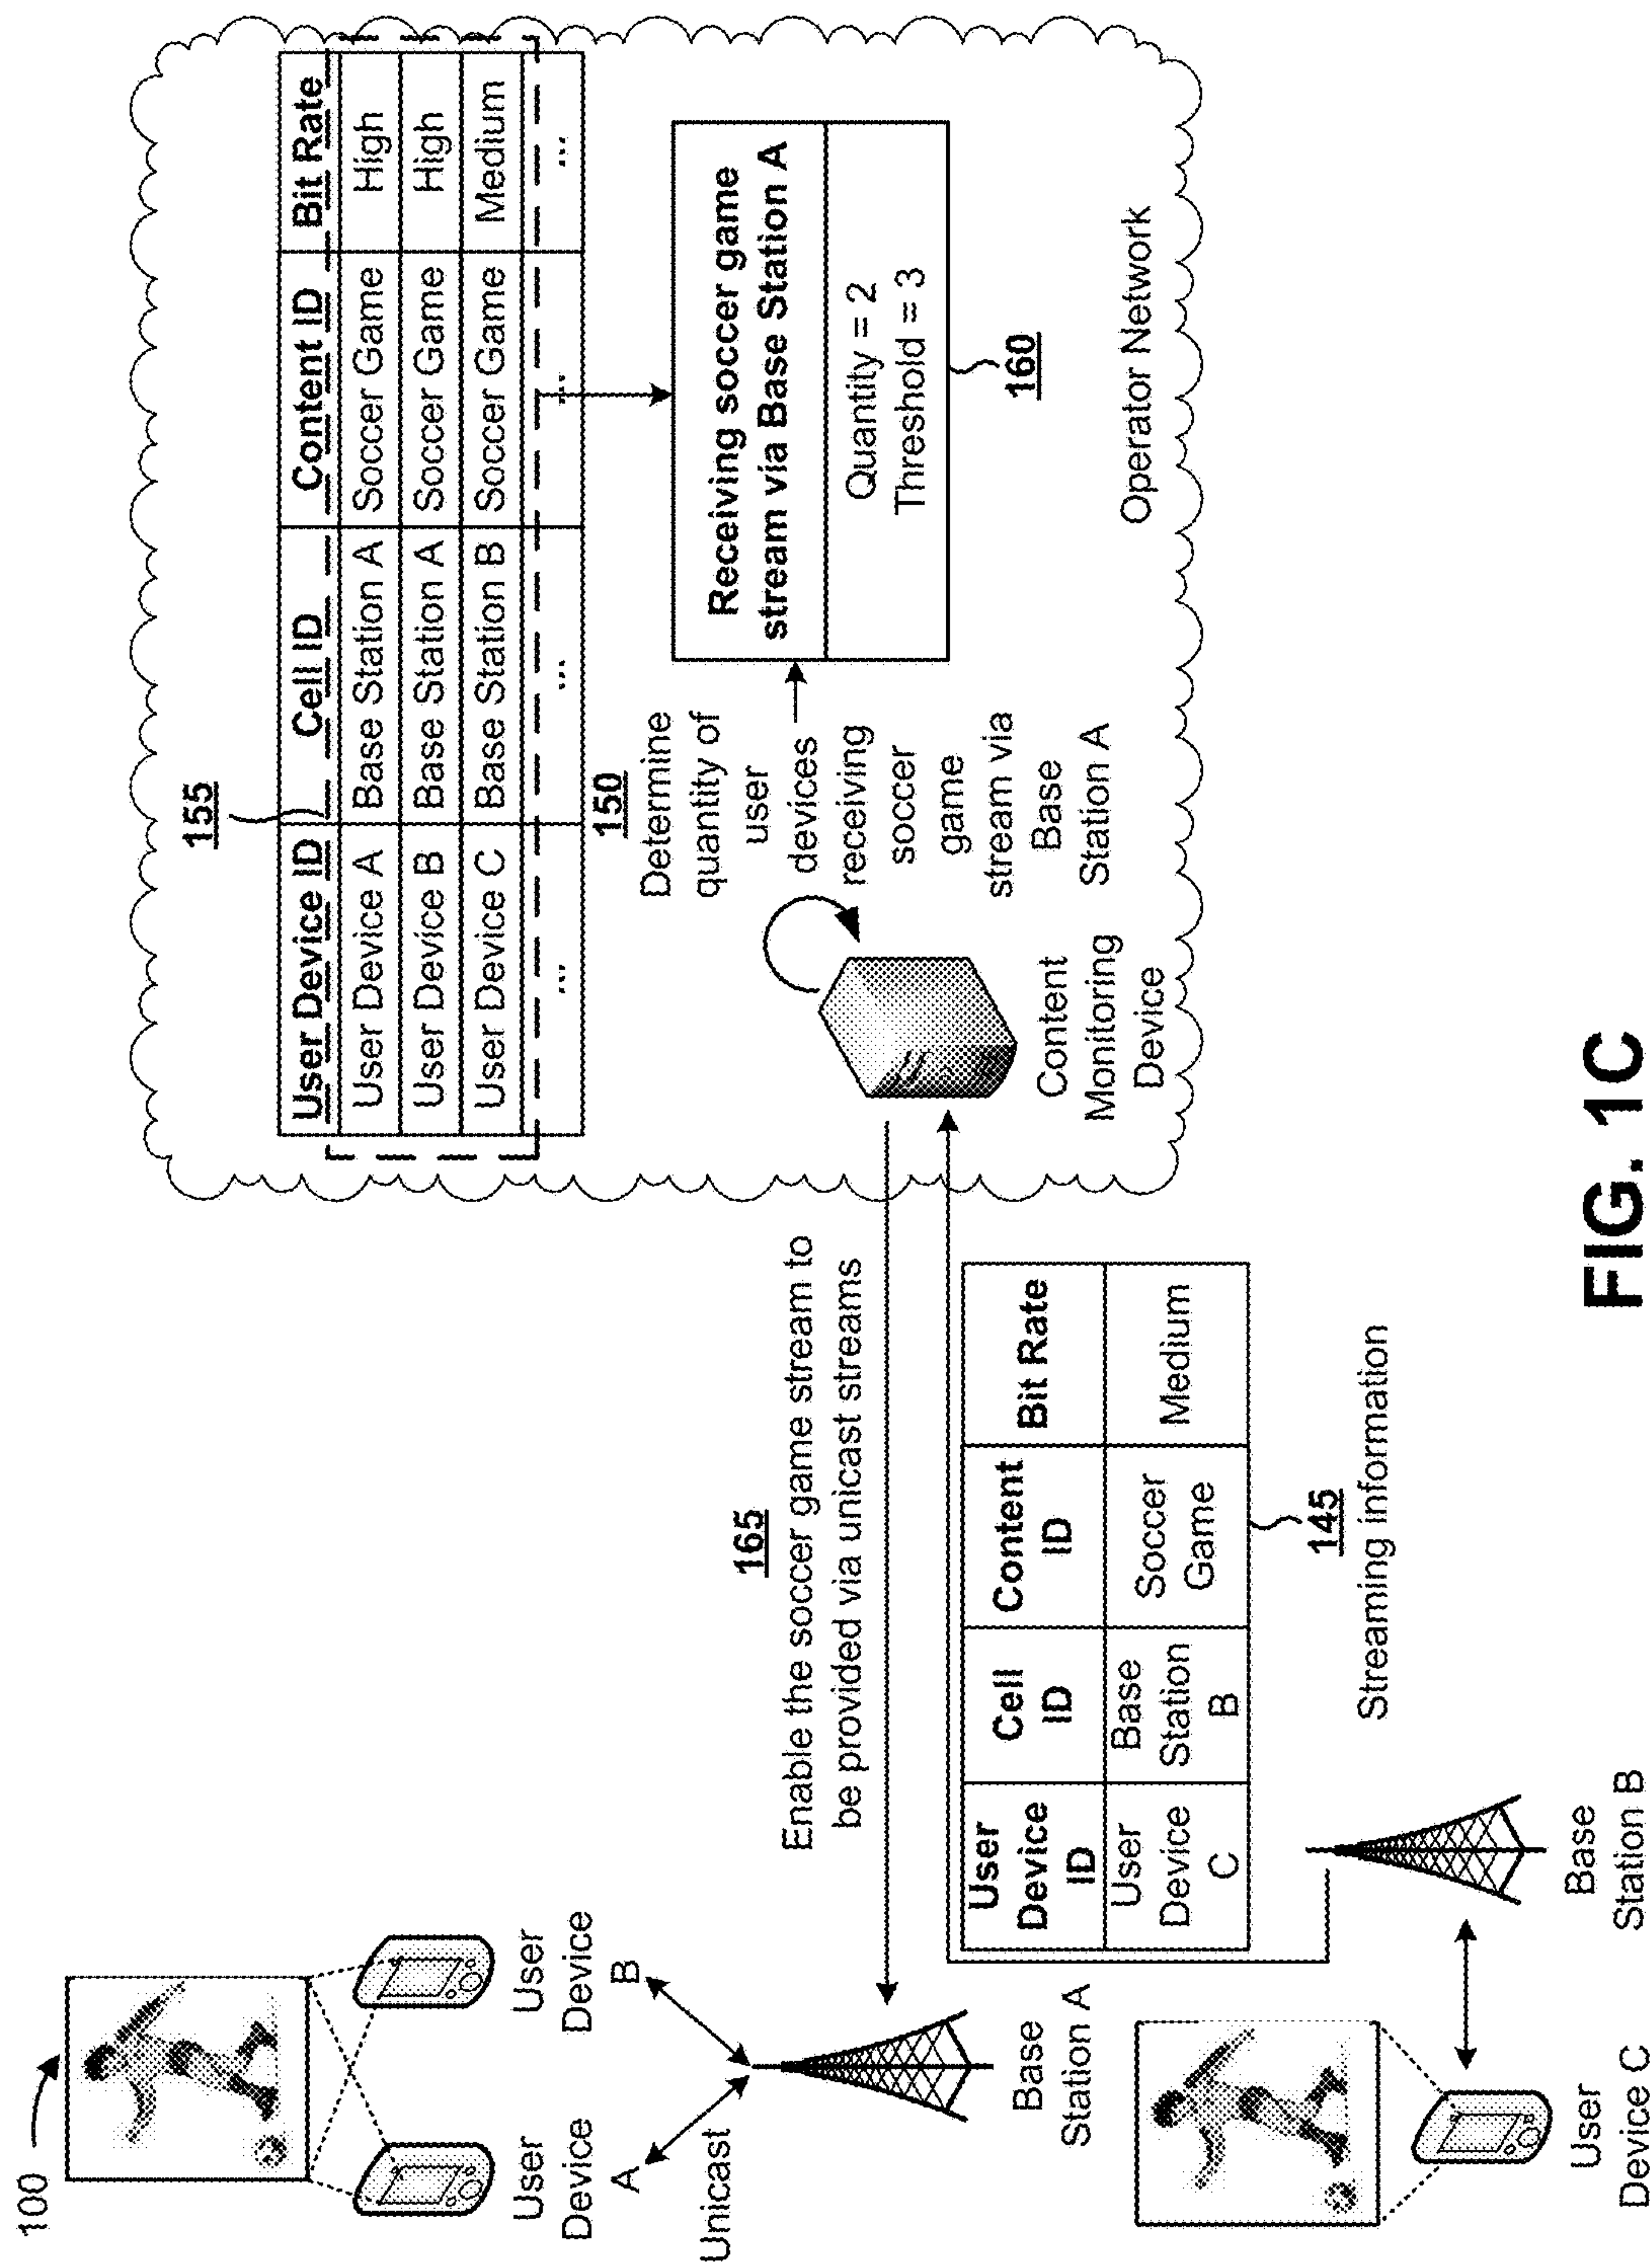 100
User
Device
A
User
Device
B
Unicast
Base
Station A
165
Enable the soccer game stream to
be provided via unicast streams
User Device ID Cell ID Content ID Bit Rate
User Device A Base Station A Soccer Game High
User Device B Base Station A Soccer Game High
User Device C Base Station B Soccer Game Medium
... ... ... ...
155
150
Determine
quantity of
user
devices
receiving
soccer
game
stream via
Base
Station A
Receiving soccer game
stream via Base Station A
Quantity = 2
Threshold = 3
160
Content
Monitoring
Device
Operator Network
User
Device
ID
Cell
ID
Content
ID
Bit Rate
User
Device
C
Base
Station
B
Soccer
Game
Medium
145
Streaming information
User
Device C
Base
Station B
FIG. 1C